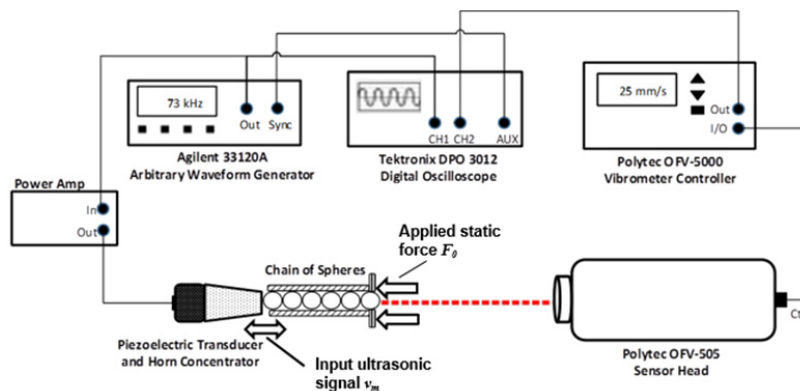 73 kHz
Out Sync
Agilent 33120A
Arbitrary Waveform Generator
CH1 CH2 AUX
Tektronix DPO 3012
Digital Oscilloscope
25 mm/s
Out
I/O
Polytec OFV-5000
Vibrometer Controller
Power Amp
In
Out
Chain of Spheres
Applied static
force F₀
Piezoelectric Transducer
and Horn Concentrator
Input ultrasonic
signal vₘ
Polytec OFV-505
Sensor Head